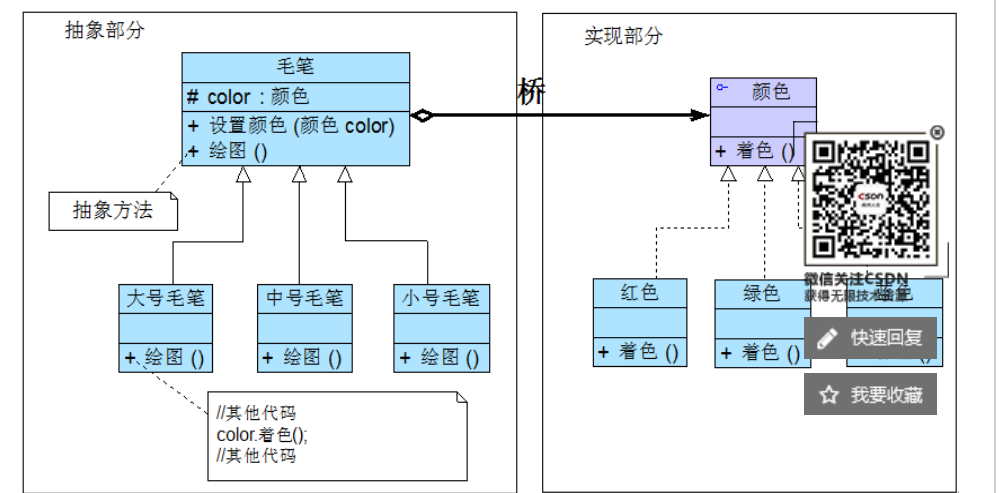 抽象部分
毛笔
# color : 颜色
+ 设置颜色 (颜色 color)
+ 绘图 ()
抽象方法
大号毛笔
+ 绘图 ()
中号毛笔
+ 绘图 ()
小号毛笔
+ 绘图 ()
//其他代码
color.着色();
//其他代码
桥
实现部分
颜色
+ 着色 ()
红色
+ 着色 ()
绿色
+ 着色 ()
CSDN
微信关注CSDN
快速回复
我要收藏